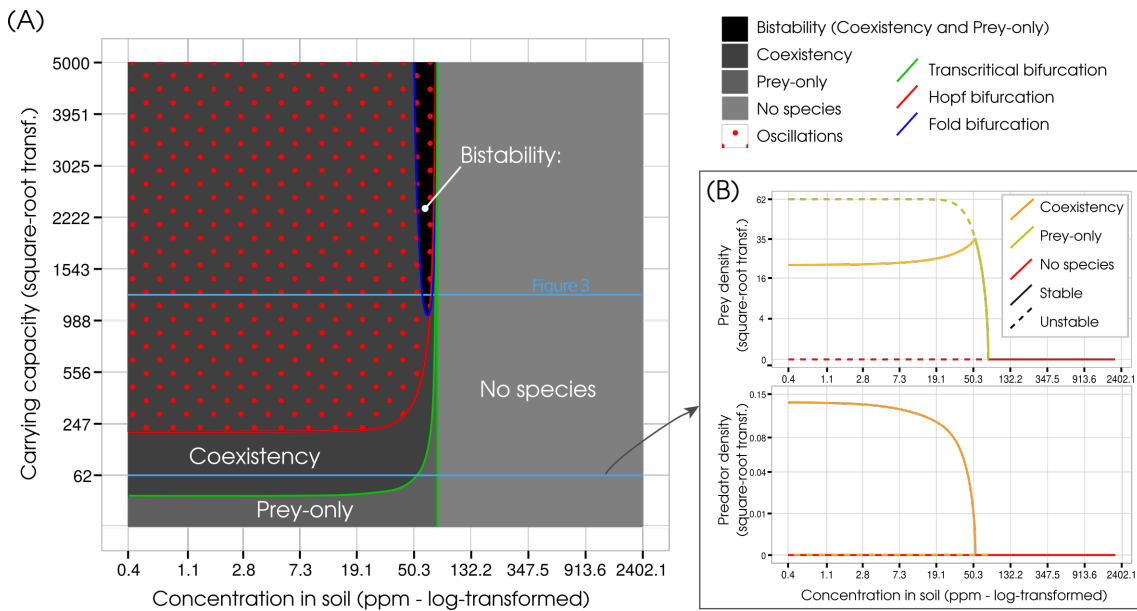 (A)
Carrying capacity (square-root transf.)
5000
3951
3025
2222
1543
988
556
247
62
Bistability:
Figure 3
No species
Coexistency
Prey-only
0.4
1.1
2.8
7.3
19.1
50.3
132.2
347.5
913.6
2402.1
Concentration in soil (ppm - log-transformed)
Bistability (Coexistency and Prey-only)
Coexistency
Prey-only
No species
Oscillations
Transcritical bifurcation
Hopf bifurcation
Fold bifurcation
(B)
Prey density
(square-root transf.)
62
35
16
4
0
Coexistency
Prey-only
No species
Stable
Unstable
0.4
1.1
2.8
7.3
19.1
50.3
132.2
347.5
913.6
2402.1
Predator density
(square-root transf.)
0.15
0.08
0.04
0.01
0
0.4
1.1
2.8
7.3
19.1
50.3
132.2
347.5
913.6
2402.1
Concentration in soil (ppm - log-transformed)